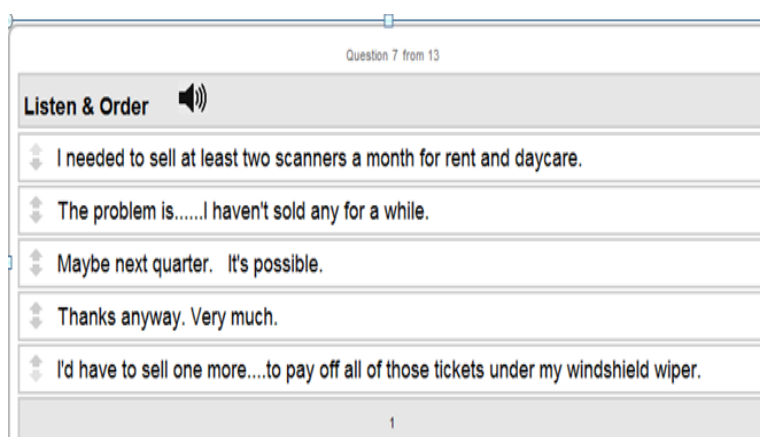 Question 7 from 13
Listen & Order
I needed to sell at least two scanners a month for rent and daycare.
The problem is......I haven't sold any for a while.
Maybe next quarter. It's possible.
Thanks anyway. Very much.
I'd have to sell one more....to pay off all of those tickets under my windshield wiper.
1